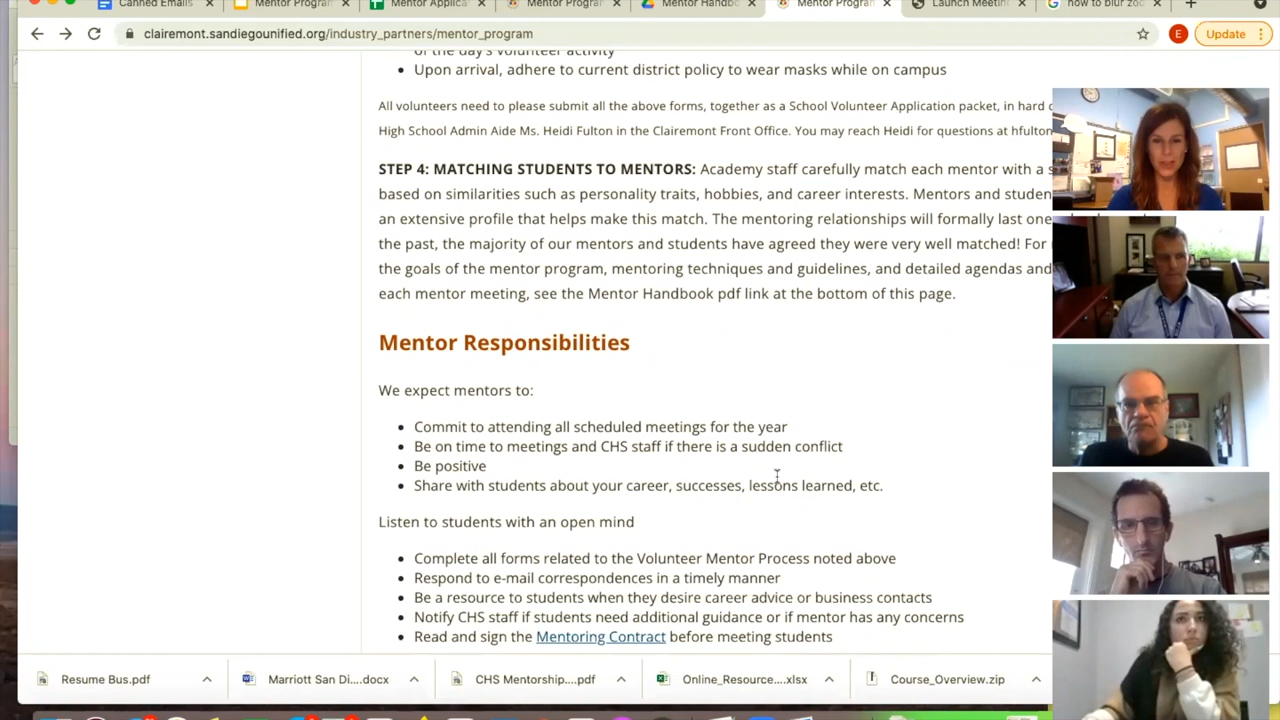 Canned Emails
Mentor Program
Mentor Applica
Mentor Progran
Mentor Handbo
Mentor Program
Launch Meetin
how to blur zo
clairemont.sandiegounified.org/industry_partners/mentor_program
E
Update
of the day's volunteer activity
Upon arrival, adhere to current district policy to wear masks while on campus
All volunteers need to please submit all the above forms, together as a School Volunteer Application packet, in hard c
High School Admin Aide Ms. Heidi Fulton in the Clairemont Front Office. You may reach Heidi for questions at hfulton
STEP 4: MATCHING STUDENTS TO MENTORS: Academy staff carefully match each mentor with a s
based on similarities such as personality traits, hobbies, and career interests. Mentors and studen
an extensive profile that helps make this match. The mentoring relationships will formally last one
the past, the majority of our mentors and students have agreed they were very well matched! For
the goals of the mentor program, mentoring techniques and guidelines, and detailed agendas and
each mentor meeting, see the Mentor Handbook pdf link at the bottom of this page.
Mentor Responsibilities
We expect mentors to:
Commit to attending all scheduled meetings for the year
Be on time to meetings and CHS staff if there is a sudden conflict
Be positive
Share with students about your career, successes, lessons learned, etc.
Listen to students with an open mind
Complete all forms related to the Volunteer Mentor Process noted above
Respond to e-mail correspondences in a timely manner
Be a resource to students when they desire career advice or business contacts
Notify CHS staff if students need additional guidance or if mentor has any concerns
Read and sign the Mentoring Contract before meeting students
Resume Bus.pdf
Marriott San Di....docx
CHS Mentorship....pdf
Online_Resource....xlsx
Course_Overview.zip